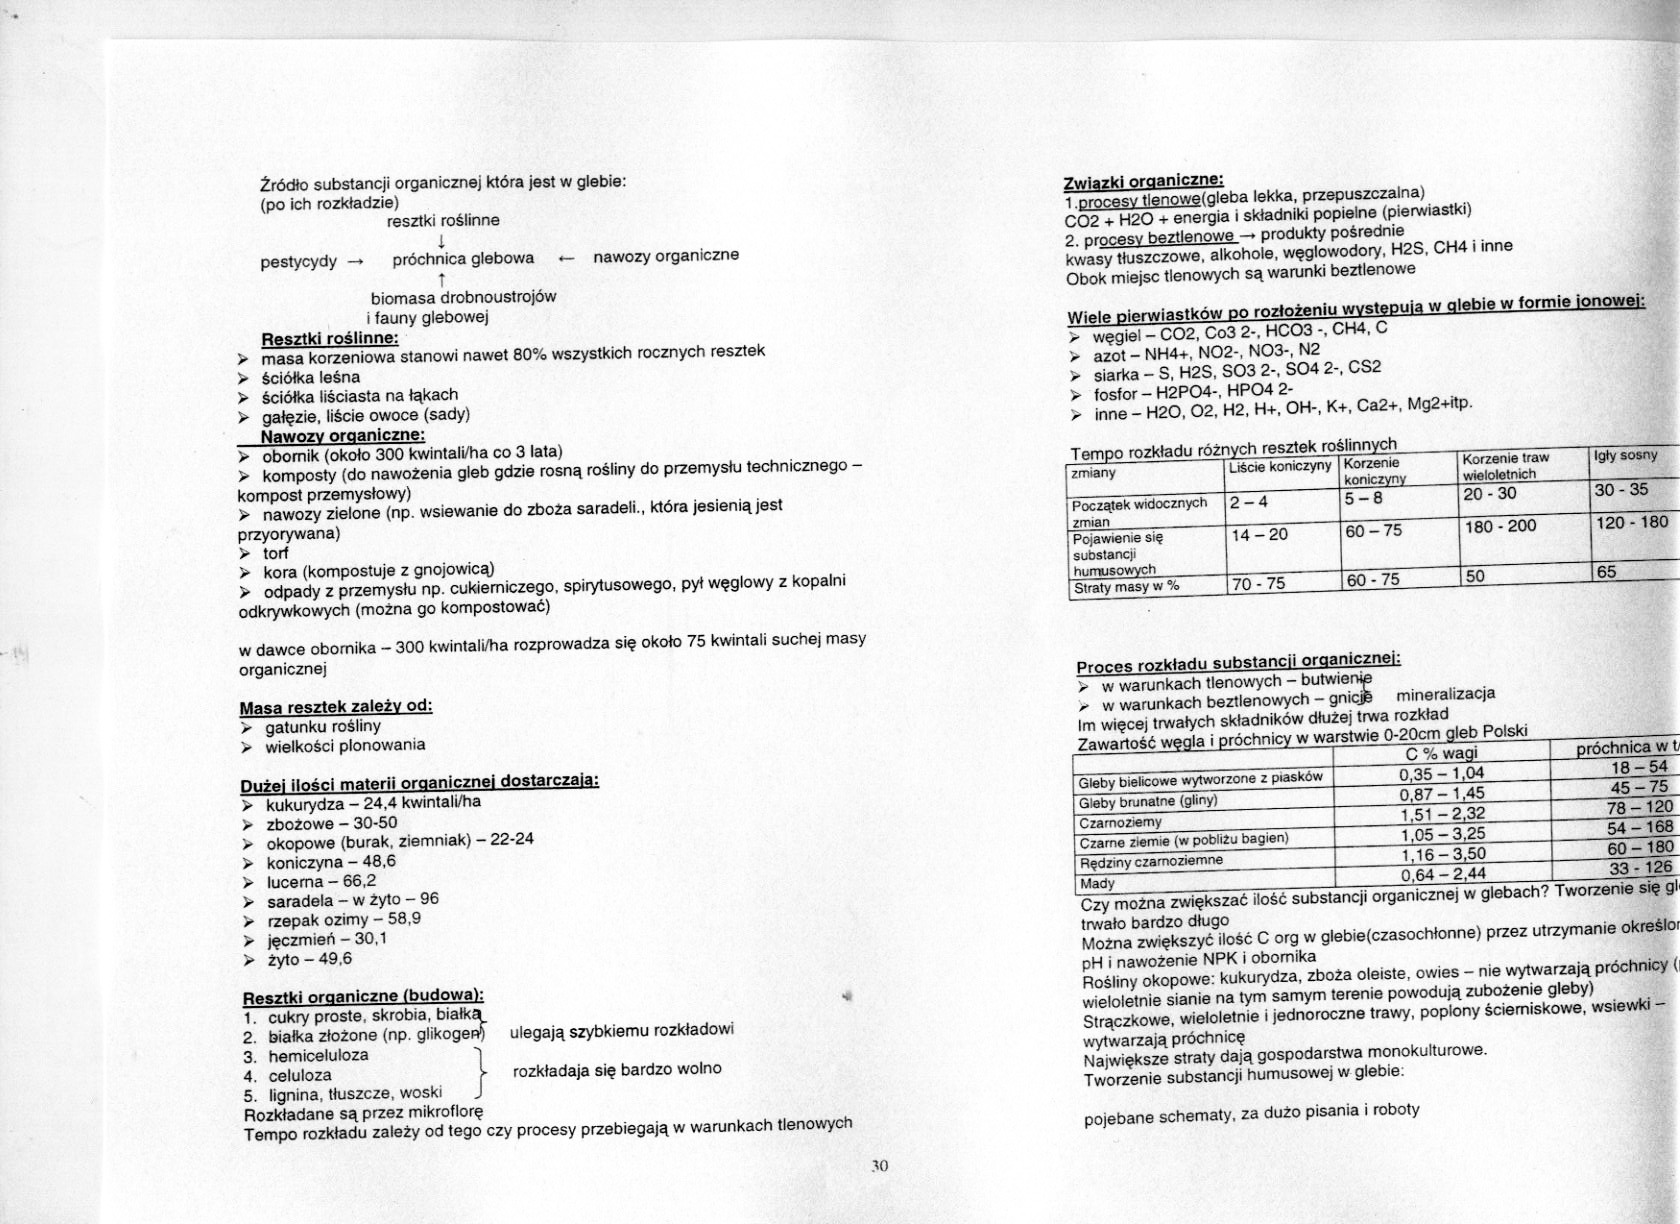 Źródło substancji organicznej która jest w glebie:
(po ich rozkładzie)
resztki roślinne
↓
pestycydy → próchnica glebowa ← nawozy organiczne
↑
biomasa drobnoustrojów
i fauny glebowej
Resztki roślinne:
➢ masa korzeniowa stanowi nawet 80% wszystkich rocznych resztek
➢ ściółka leśna
➢ ściółka liściasta na łąkach
➢ gałęzie, liście owoce (sady)
Nawozy organiczne:
➢ obornik (około 300 kwintali/ha co 3 lata)
➢ komposty (do nawożenia gleb gdzie rosną rośliny do przemysłu technicznego –
kompost przemysłowy)
➢ nawozy zielone (np. wsiewanie do zboża saradeli., która jesienią jest
przyorywana)
➢ torf
➢ kora (kompostuje z gnojowicą)
➢ odpady z przemysłu np. cukierniczego, spirytusowego, pył węglowy z kopalni
odkrywkowych (można go kompostować)
w dawce obornika – 300 kwintali/ha rozprowadza się około 75 kwintali suchej masy
organicznej
Masa resztek zależy od:
➢ gatunku rośliny
➢ wielkości plonowania
Dużej ilości materii organicznej dostarczają:
➢ kukurydza – 24,4 kwintali/ha
➢ zbożowe – 30-50
➢ okopowe (burak, ziemniak) – 22-24
➢ koniczyna – 48,6
➢ lucerna – 66,2
➢ saradela – w żyto – 96
➢ rzepak ozimy – 58,9
➢ jęczmień – 30,1
➢ żyto – 49,6
Resztki organiczne (budowa):
1. cukry proste, skrobia, białka
2. białka złożone (np. glikogen) ulegają szybkiemu rozkładowi
3. hemiceluloza
4. celuloza rozkładaja się bardzo wolno
5. lignina, tłuszcze, woski
Rozkładane są przez mikroflorę
Tempo rozkładu zależy od tego czy procesy przebiegają w warunkach tlenowych
30
Związki organiczne:
1.procesy tlenowe(gleba lekka, przepuszczalna)
CO2 + H2O + energia i składniki popielne (pierwiastki)
2. procesy beztlenowe → produkty pośrednie
kwasy tłuszczowe, alkohole, węglowodory, H2S, CH4 i inne
Obok miejsc tlenowych są warunki beztlenowe
Wiele pierwiastków po rozłożeniu występują w glebie w formie jonowej:
➢ węgiel – CO2, Co3 2-, HCO3 -, CH4, C
➢ azot – NH4+, NO2-, NO3-, N2
➢ siarka – S, H2S, SO3 2-, SO4 2-, CS2
➢ fosfor – H2PO4-, HPO4 2-
➢ inne – H2O, O2, H2, H+, OH-, K+, Ca2+, Mg2+itp.
Tempo rozkładu różnych resztek roślinnych
zmiany Liście koniczyny Korzenie koniczyny Korzenie traw wieloletnich Igły sosny
Początek widocznych zmian 2 – 4 5 – 8 20 - 30 30 - 35
Pojawienie się substancji humusowych 14 – 20 60 – 75 180 - 200 120 - 180
Straty masy w % 70 - 75 60 - 75 50 65
Proces rozkładu substancji organicznej:
➢ w warunkach tlenowych – butwienie
➢ w warunkach beztlenowych – gnicie mineralizacja
Im więcej trwałych składników dłużej trwa rozkład
Zawartość węgla i próchnicy w warstwie 0-20cm gleb Polski
C % wagi próchnica w
Gleby bielicowe wytworzone z piasków 0,35 – 1,04 18 – 54
Gleby brunatne (gliny) 0,87 – 1,45 45 – 75
Czarnoziemy 1,51 – 2,32 78 – 120
Czarne ziemie (w pobliżu bagien) 1,05 – 3,25 54 – 168
Rędziny czarnoziemne 1,16 – 3,50 60 – 180
Mady 0,64 – 2,44 33 - 126
Czy można zwiększać ilość substancji organicznej w glebach? Tworzenie się
trwało bardzo długo
Można zwiększyć ilość C org w glebie(czasochłonne) przez utrzymanie
pH i nawożenie NPK i obornika
Rośliny okopowe: kukurydza, zboża oleiste, owies – nie wytwarzają próchnicy
wieloletnie sianie na tym samym terenie powodują zubożenie gleby)
Strączkowe, wieloletnie i jednoroczne trawy, poplony ścierniskowe, wsiewki –
wytwarzają próchnicę
Największe straty dają gospodarstwa monokulturowe.
Tworzenie substancji humusowej w glebie:
pojebane schematy, za dużo pisania i roboty